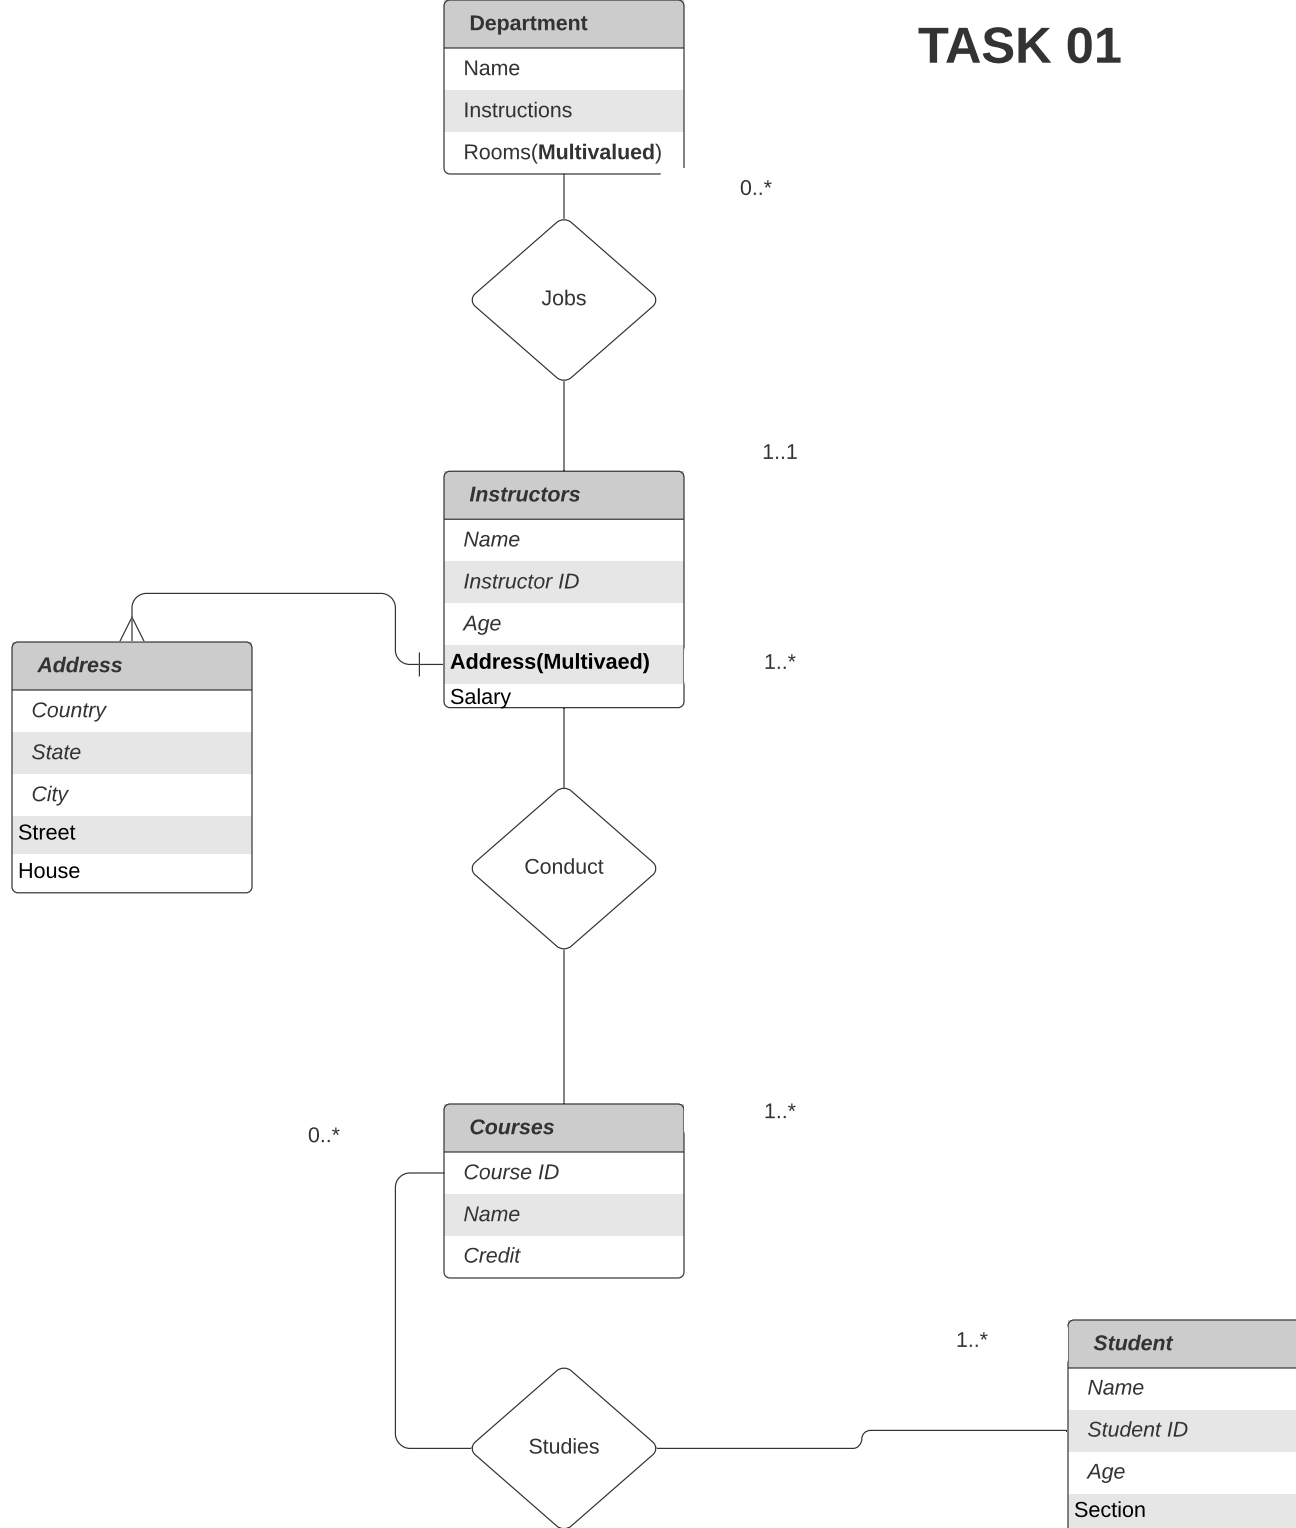 TASK 01
Department
Name
Instructions
Rooms(Multivalued)
0..*
Jobs
1..1
Instructors
Name
Instructor ID
Age
Address(Multivaed)
Salary
1..*
Address
Country
State
City
Street
House
Conduct
1..*
0..*
Courses
Course ID
Name
Credit
1..*
Student
Name
Student ID
Age
Section
Studies